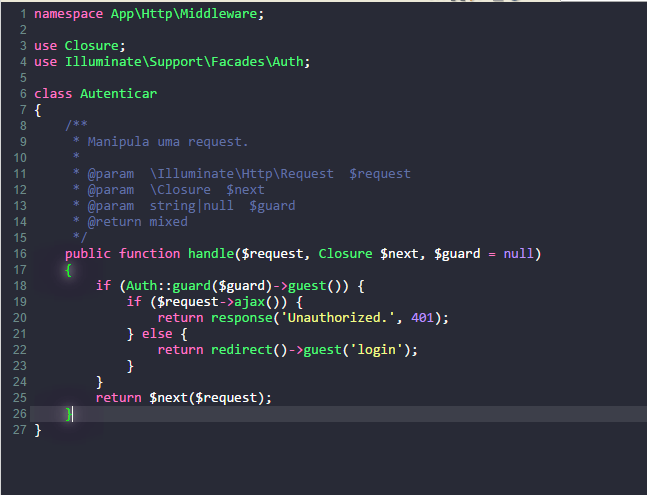 1 namespace App\Http\Middleware;
2
3 use Closure;
4 use Illuminate\Support\Facades\Auth;
5
6 class Autenticar
7 {
8     /**
9      * Manipula uma request.
10      *
11      * @param  \Illuminate\Http\Request  $request
12      * @param  \Closure  $next
13      * @param  string|null  $guard
14      * @return mixed
15      */
16     public function handle($request, Closure $next, $guard = null)
17     {
18         if (Auth::guard($guard)->guest()) {
19             if ($request->ajax()) {
20                 return response('Unauthorized.', 401);
21             } else {
22                 return redirect()->guest('login');
23             }
24         }
25         return $next($request);
26     }
27 }